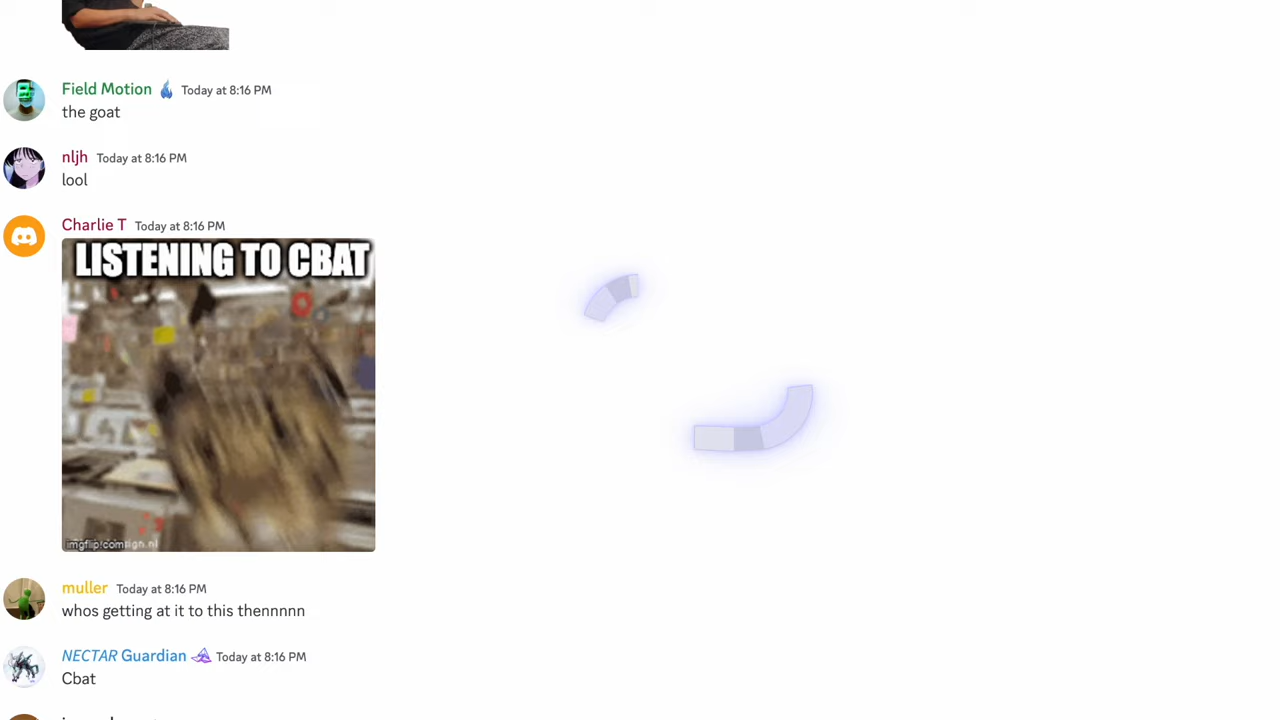 Field Motion Today at 8:16 PM
the goat
nljh Today at 8:16 PM
lool
Charlie T Today at 8:16 PM
LISTENING TO CBAT
imgflip.com
muller Today at 8:16 PM
whos getting at it to this thennnnn
NECTAR Guardian Today at 8:16 PM
Cbat